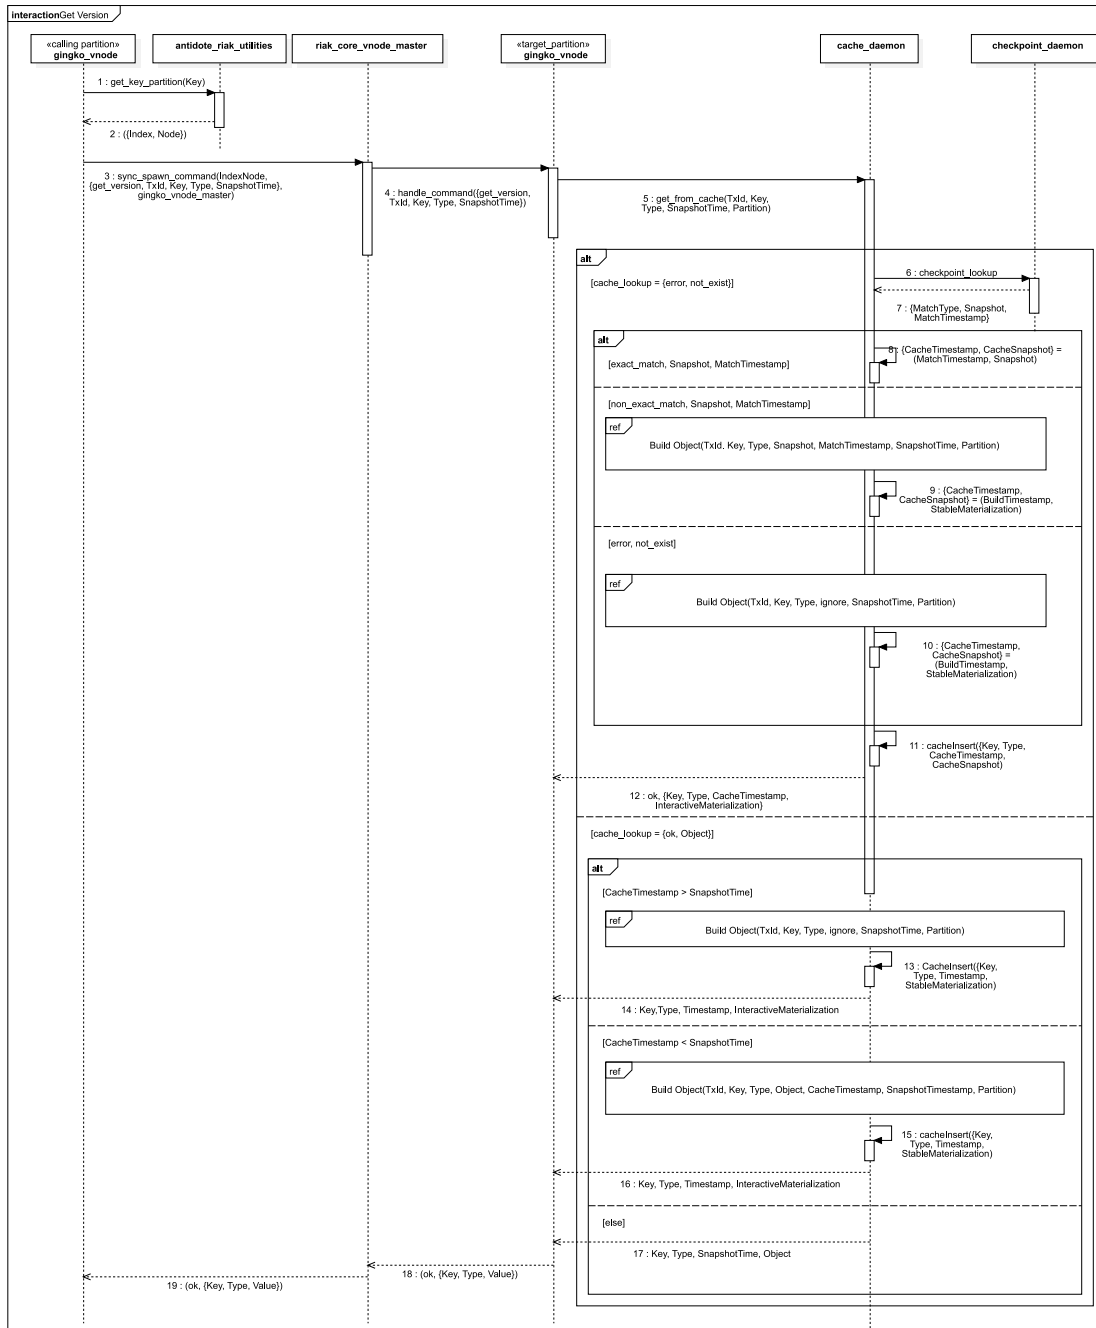 interactionGet Version
«calling partition»
gingko_vnode
antidote_riak_utilities
riak_core_vnode_master
«target_partition»
gingko_vnode
cache_daemon
checkpoint_daemon
1 : get_key_partition(Key)
2 : ({Index, Node})
3 : sync_spawn_command(IndexNode,
{get_version, TxId, Key, Type, SnapshotTime},
gingko_vnode_master)
4 : handle_command({get_version,
TxId, Key, Type, SnapshotTime})
5 : get_from_cache(TxId, Key,
Type, SnapshotTime, Partition)
alt
[cache_lookup = {error, not_exist}]
6 : checkpoint_lookup
7 : {MatchType, Snapshot,
MatchTimestamp}
alt
[exact_match, Snapshot, MatchTimestamp]
8 : {CacheTimestamp, CacheSnapshot} =
(MatchTimestamp, Snapshot)
[non_exact_match, Snapshot, MatchTimestamp]
ref
Build Object(TxId, Key, Type, Snapshot, MatchTimestamp, SnapshotTime, Partition)
9 : {CacheTimestamp,
CacheSnapshot} = (BuildTimestamp,
StableMaterialization)
[error, not_exist]
ref
Build Object(TxId, Key, Type, ignore, SnapshotTime, Partition)
10 : {CacheTimestamp,
CacheSnapshot} =
(BuildTimestamp,
StableMaterialization)
11 : cacheInsert({Key, Type,
CacheTimestamp,
CacheSnapshot)
12 : ok, {Key, Type, CacheTimestamp,
InteractiveMaterialization}
[cache_lookup = {ok, Object}]
alt
[CacheTimestamp > SnapshotTime]
ref
Build Object(TxId, Key, Type, ignore, SnapshotTime, Partition)
13 : CacheInsert({Key,
Type, Timestamp,
StableMaterialization)
14 : Key,Type, Timestamp, InteractiveMaterialization
[CacheTimestamp < SnapshotTime]
ref
Build Object(TxId, Key, Type, Object, CacheTimestamp, SnapshotTimestamp, Partition)
15 : cacheInsert({Key,
Type, Timestamp,
StableMaterialization)
16 : Key, Type, Timestamp, InteractiveMaterialization
[else]
17 : Key, Type, SnapshotTime, Object
18 : (ok, {Key, Type, Value})
19 : (ok, {Key, Type, Value})